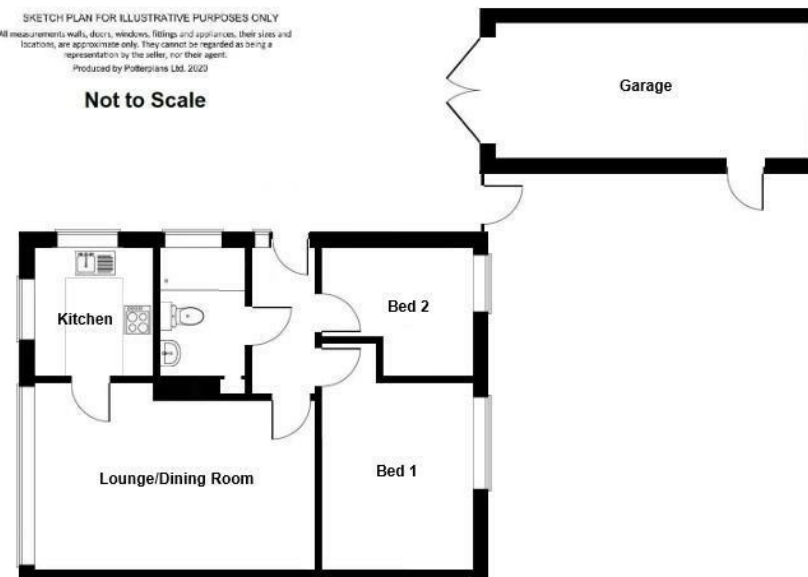 SKETCH PLAN FOR ILLUSTRATIVE PURPOSES ONLY
All measurements walls, doors, windows, fittings and appliances, their sizes and
locations, are approximate only. They cannot be regarded as being a
representation by the seller, nor their agent.
Produced by Potterplans Ltd. 2020
Not to Scale
Garage
Kitchen
Bed 2
Bed 1
Lounge/Dining Room